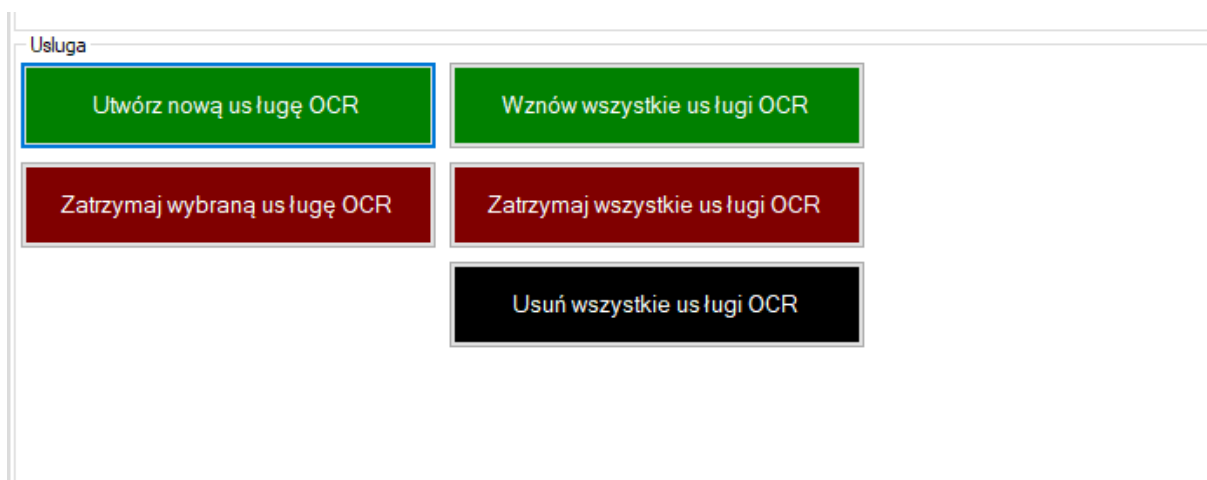 Usluga
Utwórz nową usługę OCR
Wznów wszystkie usługi OCR
Zatrzymaj wybraną usługę OCR
Zatrzymaj wszystkie usługi OCR
Usuń wszystkie usługi OCR